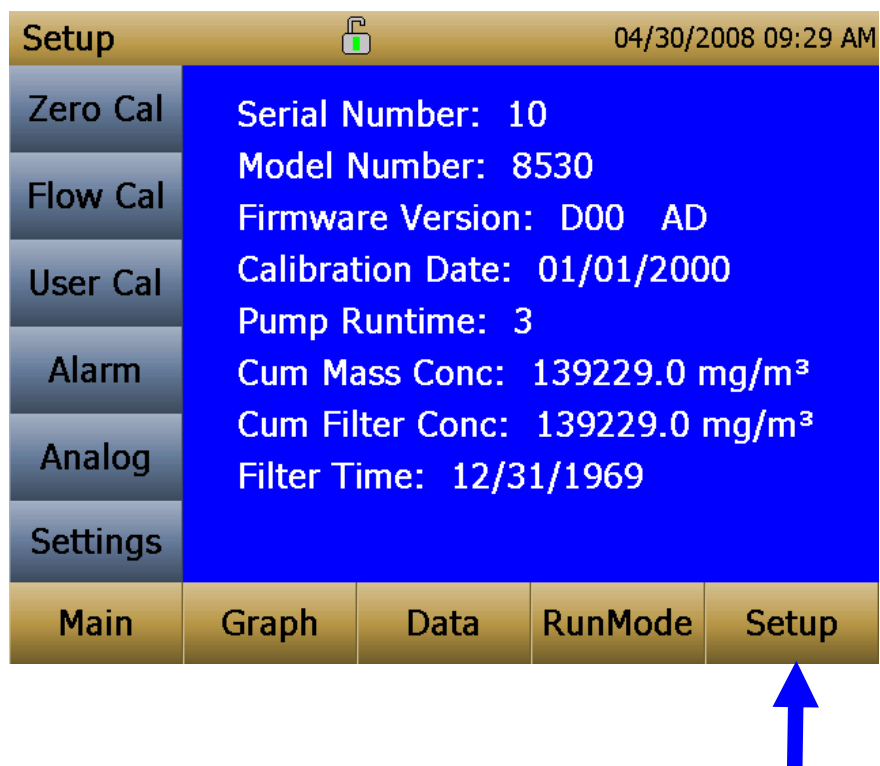 Setup 04/30/2008 09:29 AM
Zero Cal
Flow Cal
User Cal
Alarm
Analog
Settings
Serial Number: 10
Model Number: 8530
Firmware Version: D00 AD
Calibration Date: 01/01/2000
Pump Runtime: 3
Cum Mass Conc: 139229.0 mg/m³
Cum Filter Conc: 139229.0 mg/m³
Filter Time: 12/31/1969
Main Graph Data RunMode Setup